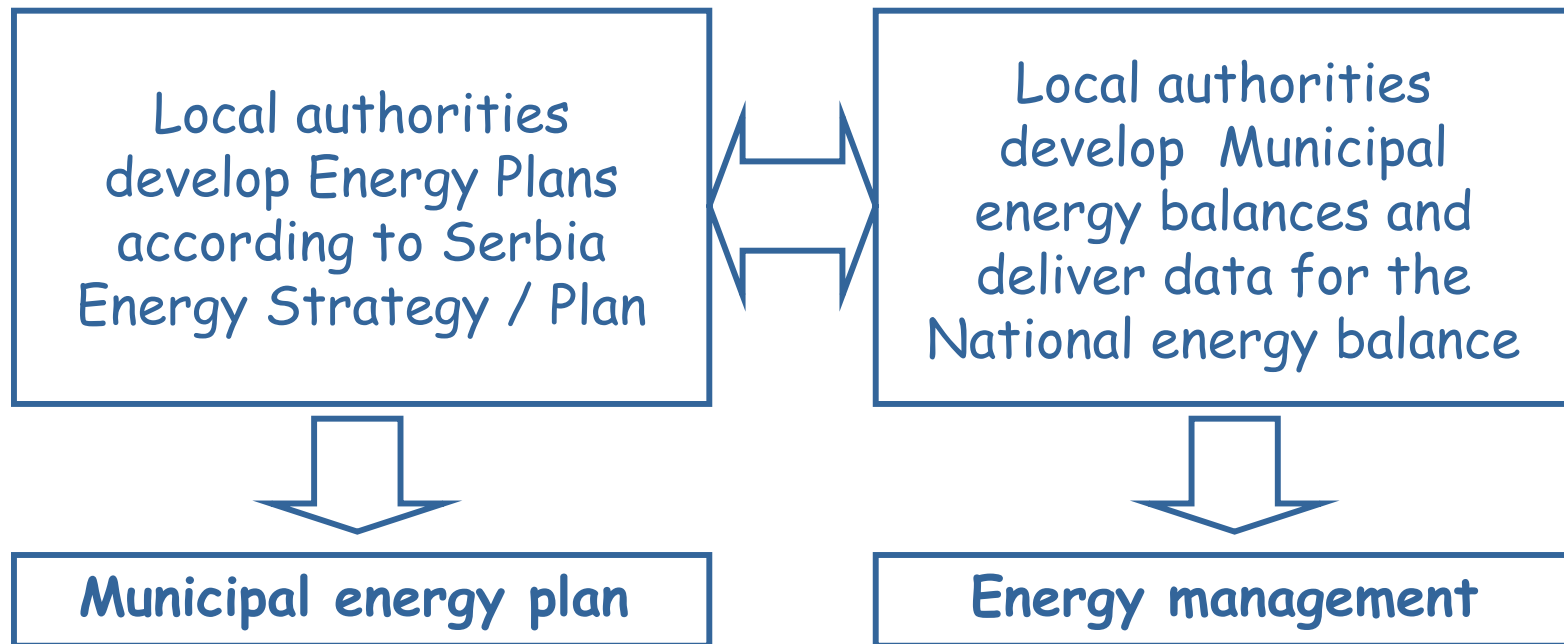 Local authorities
develop Energy Plans
according to Serbia
Energy Strategy / Plan
Local authorities
develop Municipal
energy balances and
deliver data for the
National energy balance
Municipal energy plan
Energy management